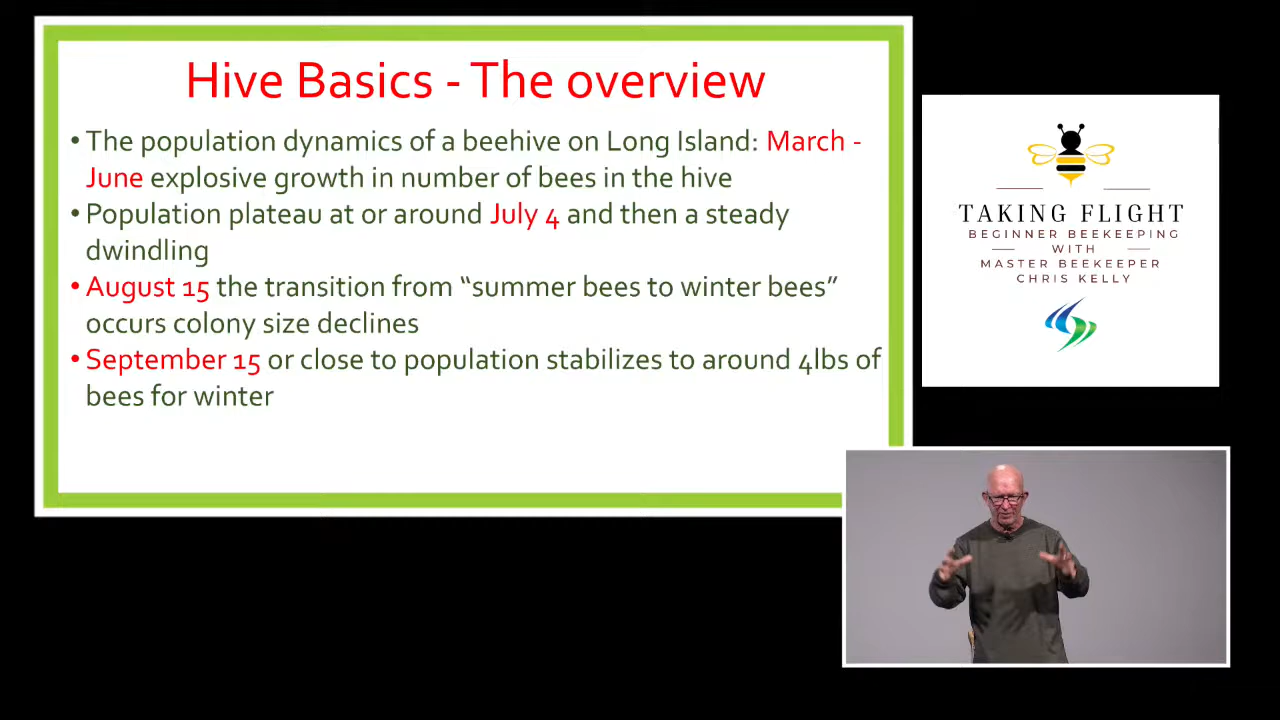 Hive Basics - The overview
• The population dynamics of a beehive on Long Island: March -
June explosive growth in number of bees in the hive
• Population plateau at or around July 4 and then a steady
dwindling
• August 15 the transition from “summer bees to winter bees”
occurs colony size declines
• September 15 or close to population stabilizes to around 4lbs of
bees for winter
TAKING FLIGHT
BEGINNER BEEKEEPING
WITH
MASTER BEEKEEPER
CHRIS KELLY